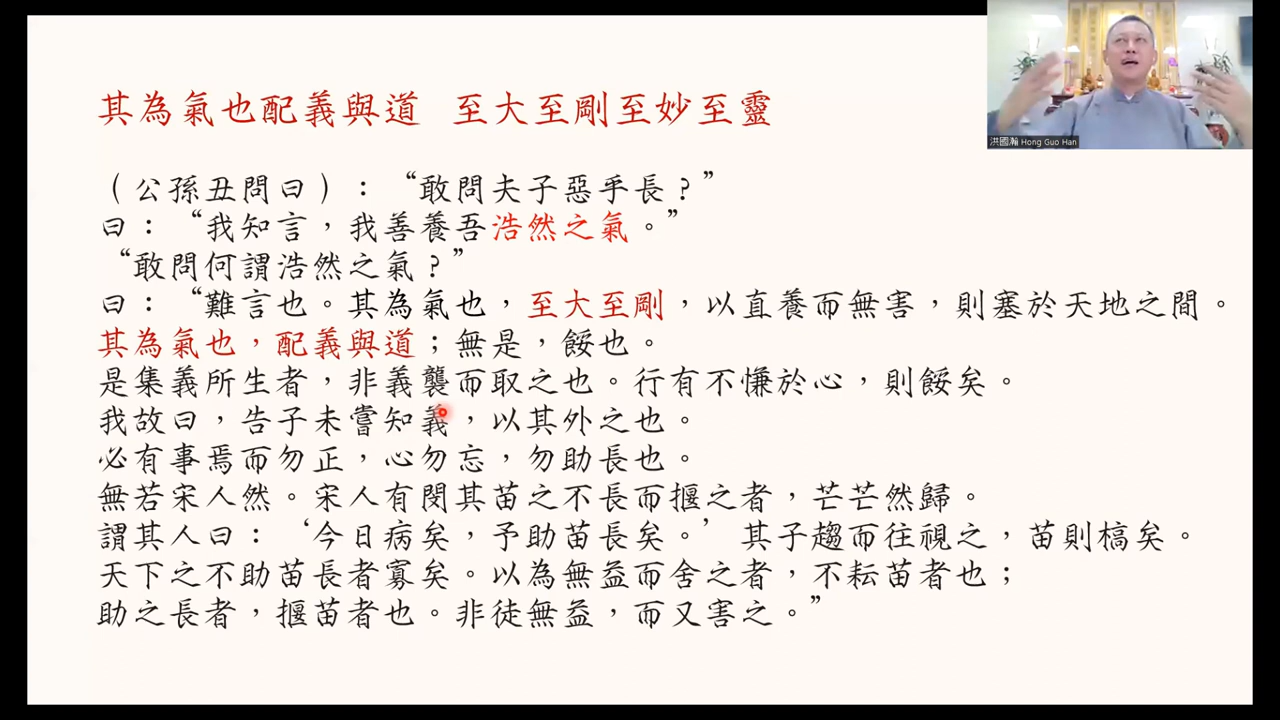 其為氣也配義與道 至大至剛至妙至靈
洪國瀚 Hong Guo Han
（公孫丑問曰）：“敢問夫子惡乎長？”
曰：“我知言，我善養吾浩然之氣。”
“敢問何謂浩然之氣？”
曰：“難言也。其為氣也，至大至剛，以直養而無害，則塞於天地之間。
其為氣也，配義與道；無是，餒也。
是集義所生者，非義襲而取之也。行有不慊於心，則餒矣。
我故曰，告子未嘗知義，以其外之也。
必有事焉而勿正，心勿忘，勿助長也。
無若宋人然。宋人有閔其苗之不長而揠之者，芒芒然歸。
謂其人曰：‘今日病矣，予助苗長矣。’其子趨而往視之，苗則槁矣。
天下之不助苗長者寡矣。以為無益而舍之者，不耘苗者也；
助之長者，揠苗者也。非徒無益，而又害之。”